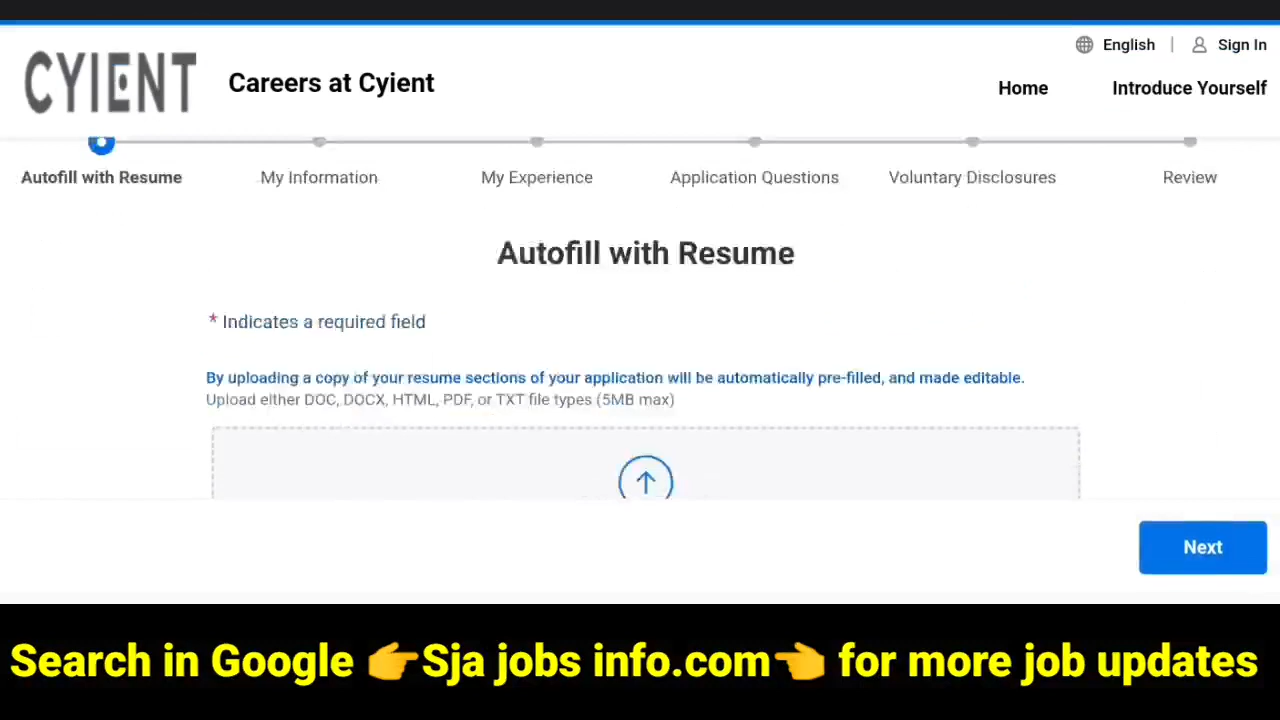 English | Sign In
CYIENT Careers at Cyient
Home Introduce Yourself
Autofill with Resume My Information My Experience Application Questions Voluntary Disclosures Review
Autofill with Resume
* Indicates a required field
By uploading a copy of your resume sections of your application will be automatically pre-filled, and made editable.
Upload either DOC, DOCX, HTML, PDF, or TXT file types (5MB max)
Next
Search in Google 👉Sja jobs info.com👈 for more job updates